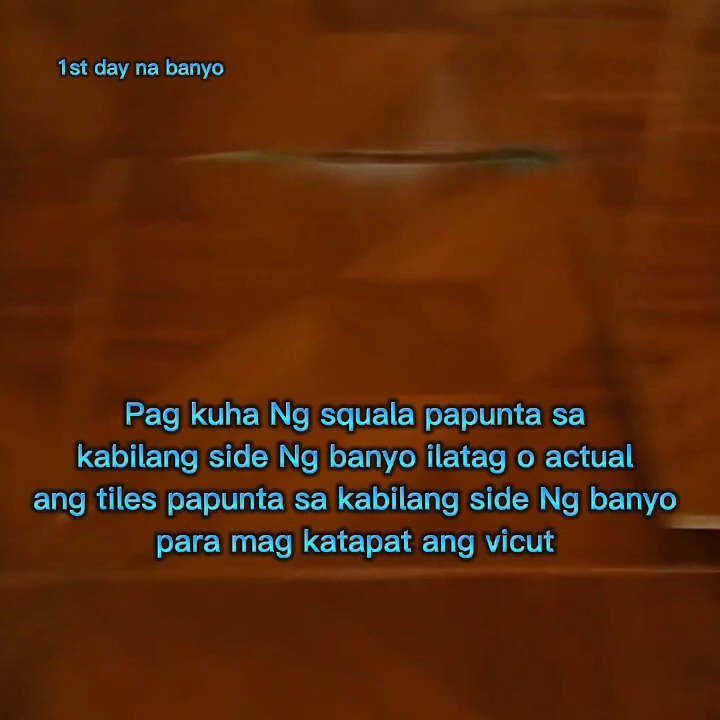 1st day na banyo
Pag kuha Ng squala papunta sa
kabilang side Ng banyo ilatag o actual
ang tiles papunta sa kabilang side Ng banyo
para mag katapat ang vicut